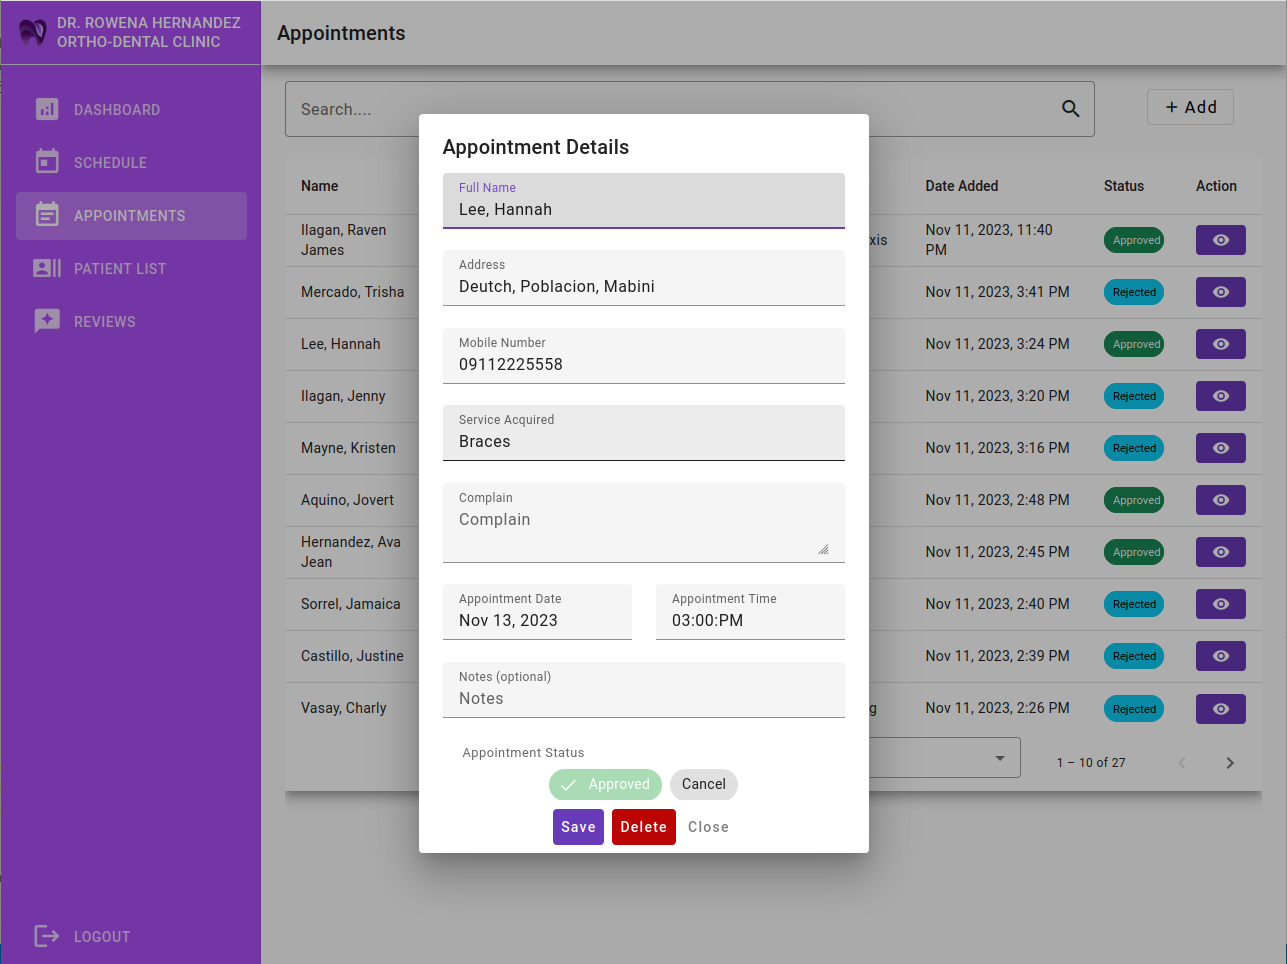 DR. ROWENA HERNANDEZ
ORTHO-DENTAL CLINIC
DASHBOARD
SCHEDULE
APPOINTMENTS
PATIENT LIST
REVIEWS
LOGOUT
Appointments
Search....
+ Add
Name
Date Added
Status
Action
Ilagan, Raven
James
xis
Nov 11, 2023, 11:40
PM
Approved
Mercado, Trisha
Nov 11, 2023, 3:41 PM
Rejected
Lee, Hannah
Nov 11, 2023, 3:24 PM
Approved
Ilagan, Jenny
Nov 11, 2023, 3:20 PM
Rejected
Mayne, Kristen
Nov 11, 2023, 3:16 PM
Rejected
Aquino, Jovert
Nov 11, 2023, 2:48 PM
Approved
Hernandez, Ava
Jean
Nov 11, 2023, 2:45 PM
Approved
Sorrel, Jamaica
Nov 11, 2023, 2:40 PM
Rejected
Castillo, Justine
Nov 11, 2023, 2:39 PM
Rejected
Vasay, Charly
g
Nov 11, 2023, 2:26 PM
Rejected
1 – 10 of 27
Appointment Details
Full Name
Lee, Hannah
Address
Deutch, Poblacion, Mabini
Mobile Number
09112225558
Service Acquired
Braces
Complain
Complain
Appointment Date
Nov 13, 2023
Appointment Time
03:00:PM
Notes (optional)
Notes
Appointment Status
Approved
Cancel
Save
Delete
Close